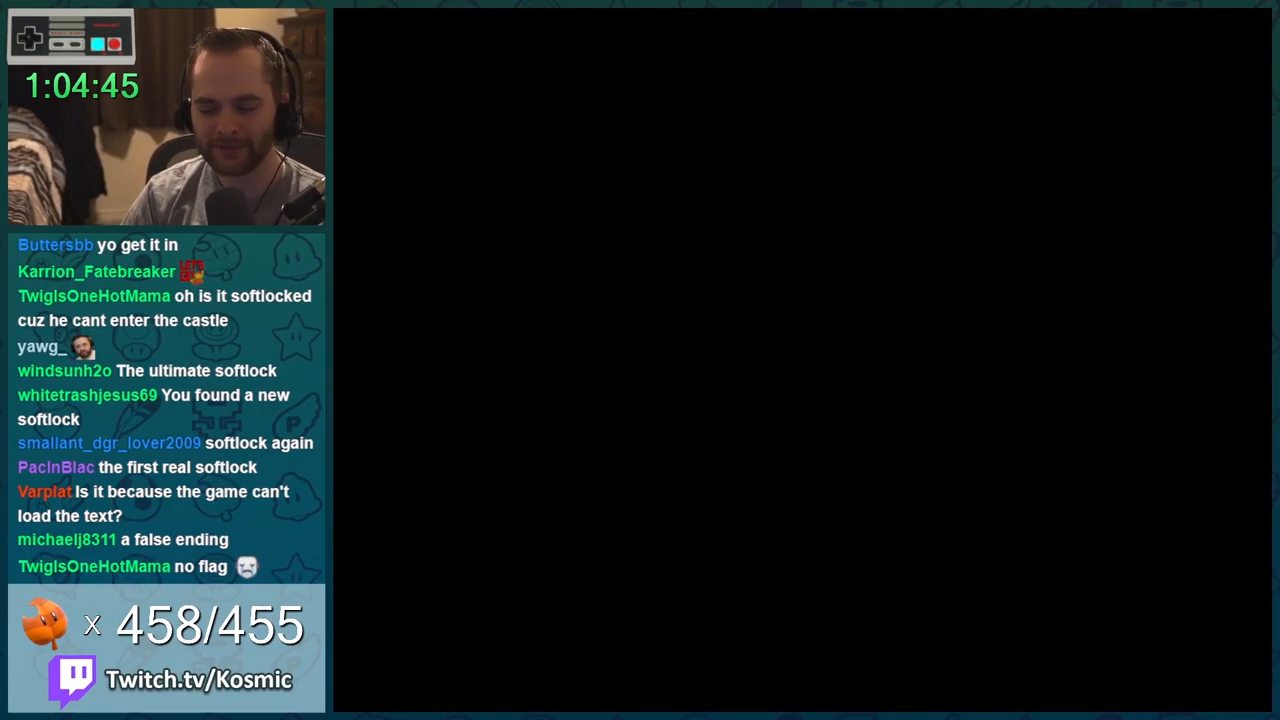 1:04:45
Buttersbb yo get it in
Karrion_Fatebreaker
TwigIsOneHotMama oh is it softlocked
cuz he cant enter the castle
yawg_
windsunh2o The ultimate softlock
whitetrashjesus69 You found a new
softlock
smallant_dgr_lover2009 softlock again
PacInBlac the first real softlock
Varplat Is it because the game can't
load the text?
michaelj8311 a false ending
TwigIsOneHotMama no flag
x 458/455
Twitch.tv/Kosmic